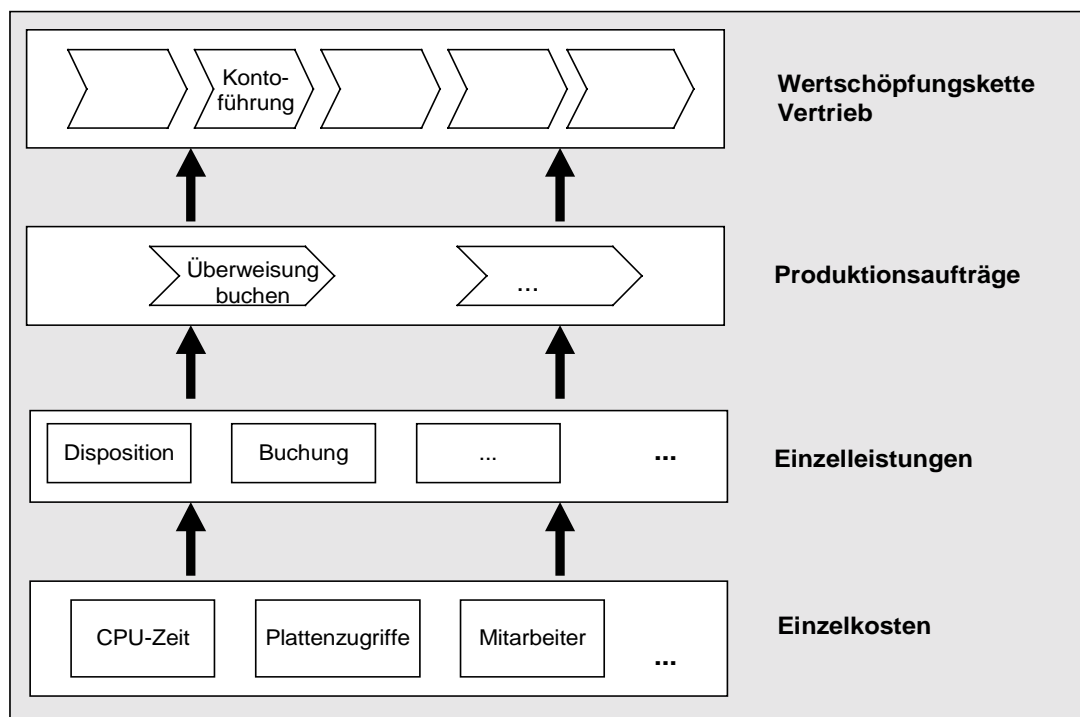 Konto-
führung
Wertschöpfungskette
Vertrieb
Überweisung
buchen
...
Produktionsaufträge
Disposition
Buchung
...
...
Einzelleistungen
CPU-Zeit
Plattenzugriffe
Mitarbeiter
...
Einzelkosten